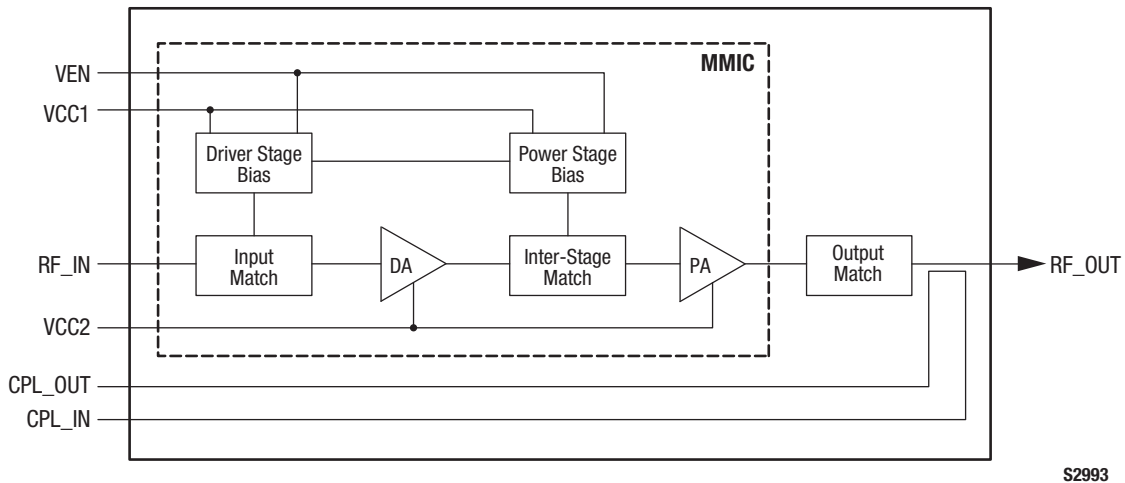 MMIC
VEN
VCC1
Driver Stage
Bias
Power Stage
Bias
RF_IN
Input
Match
DA
Inter-Stage
Match
PA
Output
Match
RF_OUT
VCC2
CPL_OUT
CPL_IN
S2993